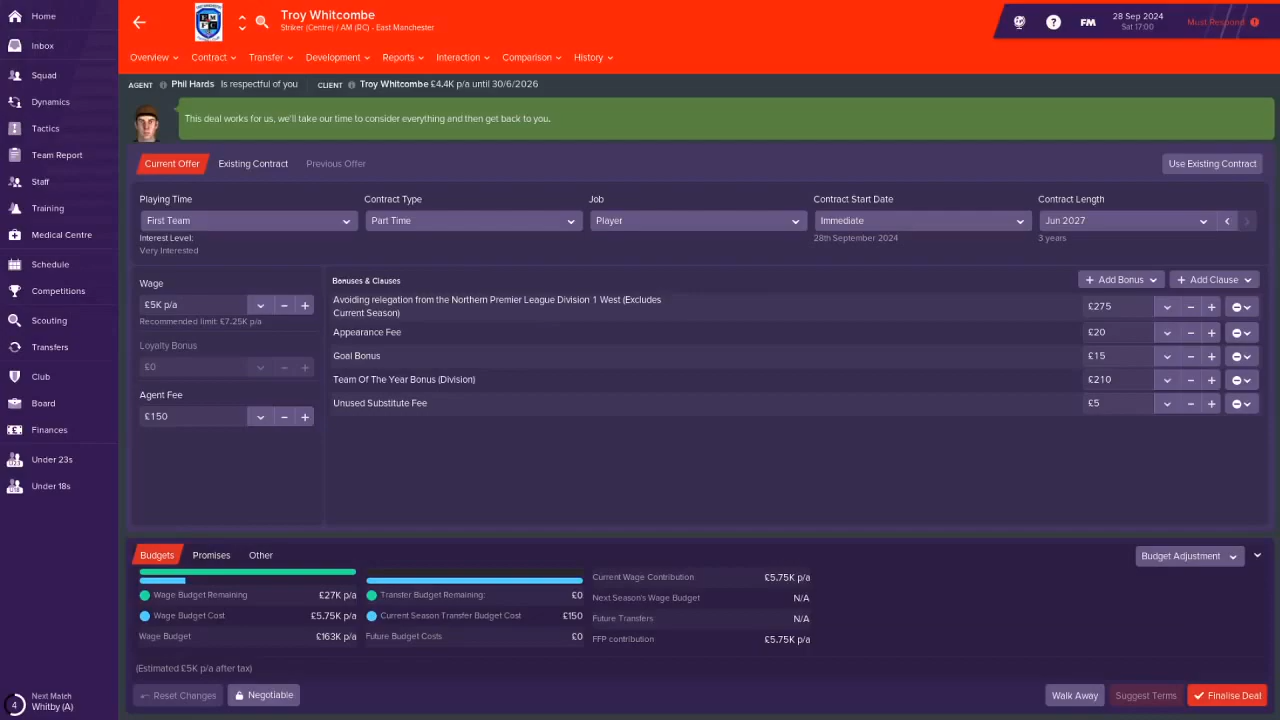 Home
Troy Whitcombe
Striker (Centre) / AM (RC) - East Manchester
FM
28 Sep 2024
Sat 17:00
Must Respond
Inbox
Overview
Contract
Transfer
Development
Reports
Interaction
Comparison
History
Squad
AGENT Phil Hards Is respectful of you CLIENT Troy Whitcombe £4.4K p/a until 30/6/2026
Dynamics
This deal works for us, we'll take our time to consider everything and then get back to you.
Tactics
Team Report
Current Offer
Existing Contract
Previous Offer
Use Existing Contract
Staff
Playing Time
Contract Type
Job
Contract Start Date
Contract Length
Training
First Team
Part Time
Player
Immediate
Jun 2027
Medical Centre
Interest Level:
28th September 2024
3 years
Very Interested
Schedule
Wage
Bonuses & Clauses
Add Bonus
Add Clause
Competitions
£5K p/a
Avoiding relegation from the Northern Premier League Division 1 West (Excludes
Current Season)
£275
Scouting
Recommended limit: £7.25K p/a
Appearance Fee
£20
Transfers
Loyalty Bonus
Goal Bonus
£15
£0
Club
Team Of The Year Bonus (Division)
£210
Agent Fee
Board
Unused Substitute Fee
£5
£150
Finances
U23
Under 23s
U18
Under 18s
Budgets
Promises
Other
Budget Adjustment
Current Wage Contribution £5.75K p/a
Wage Budget Remaining £27K p/a
Transfer Budget Remaining: £0
Next Season's Wage Budget N/A
Wage Budget Cost £5.75K p/a
Current Season Transfer Budget Cost £150
Future Transfers N/A
Wage Budget £163K p/a
Future Budget Costs £0
FFP contribution £5.75K p/a
(Estimated £5K p/a after tax)
4
Next Match
Whitby (A)
Reset Changes
Negotiable
Walk Away
Suggest Terms
Finalise Deal